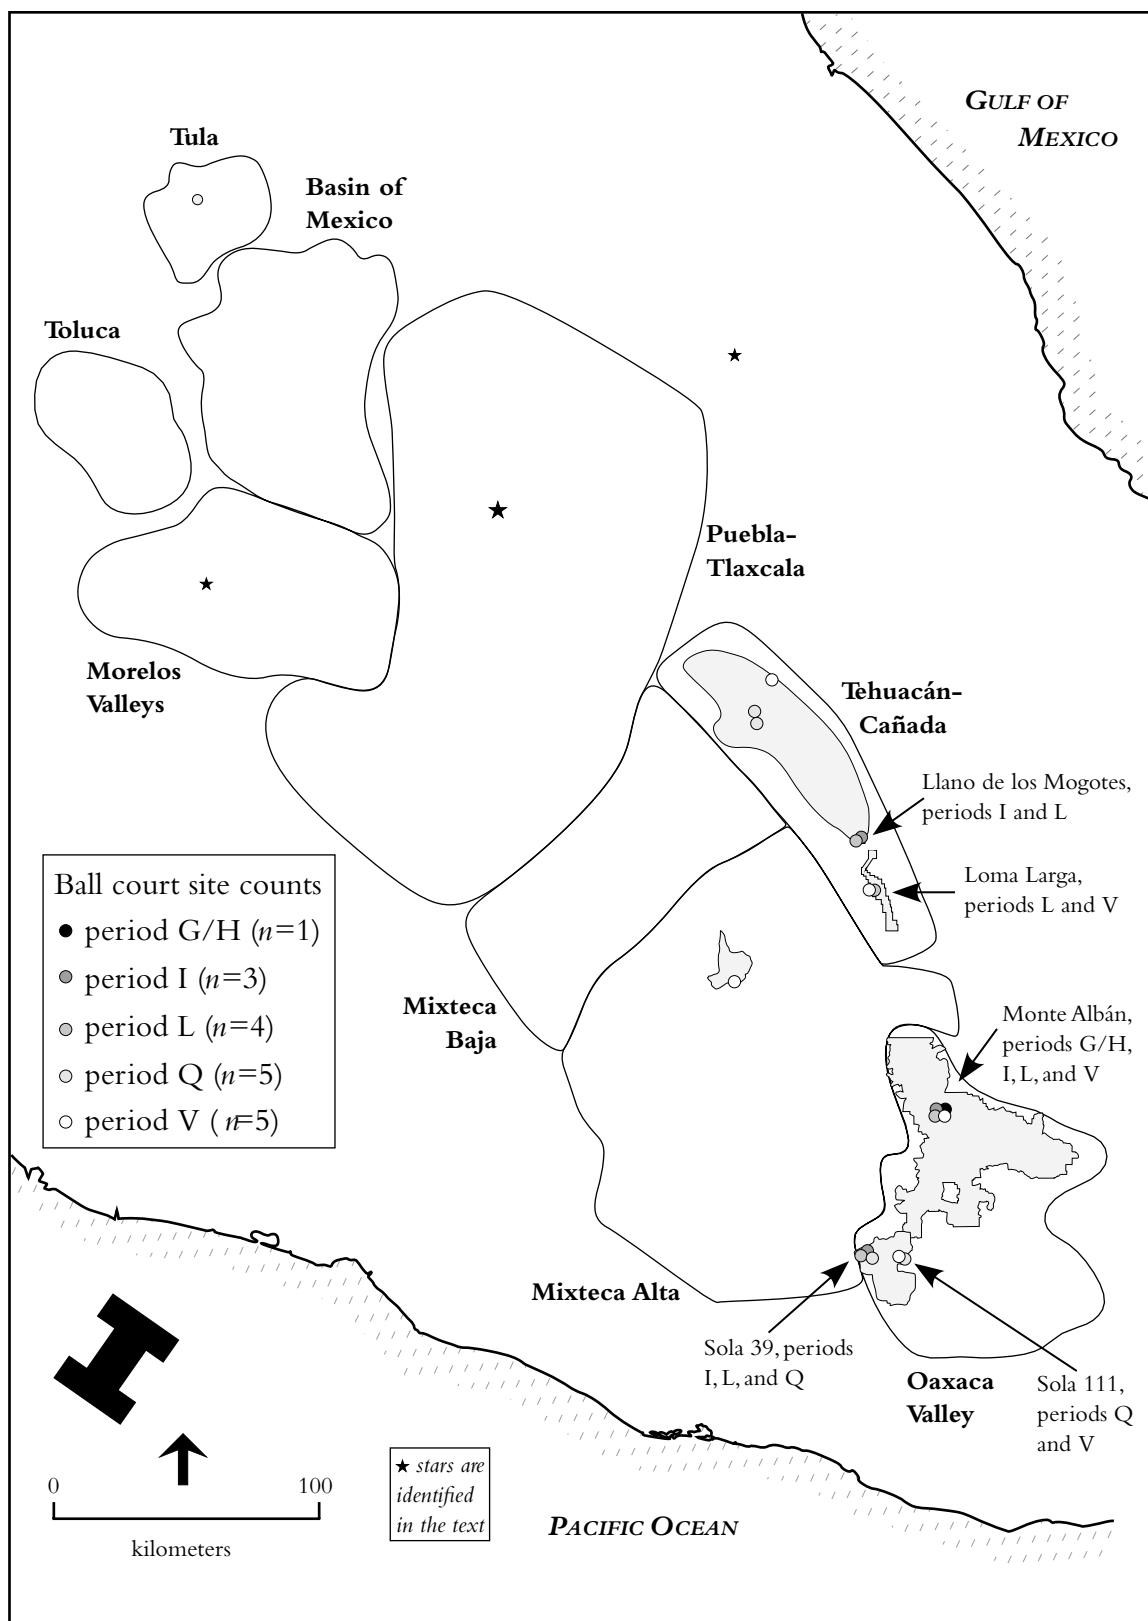 GULF OF
MEXICO
Tula
Basin of
Mexico
Toluca
Puebla-
Tlaxcala
Morelos
Valleys
Tehuacán-
Cañada
Llano de los Mogotes,
periods I and L
Loma Larga,
periods L and V
Ball court site counts
period G/H (n=1)
period I (n=3)
period L (n=4)
period Q (n=5)
period V (n=5)
Mixteca
Baja
Monte Albán,
periods G/H,
I, L, and V
Mixteca Alta
Sola 39, periods
I, L, and Q
Oaxaca
Valley
Sola 111,
periods Q
and V
0 100
kilometers
★ stars are
identified
in the text
PACIFIC OCEAN